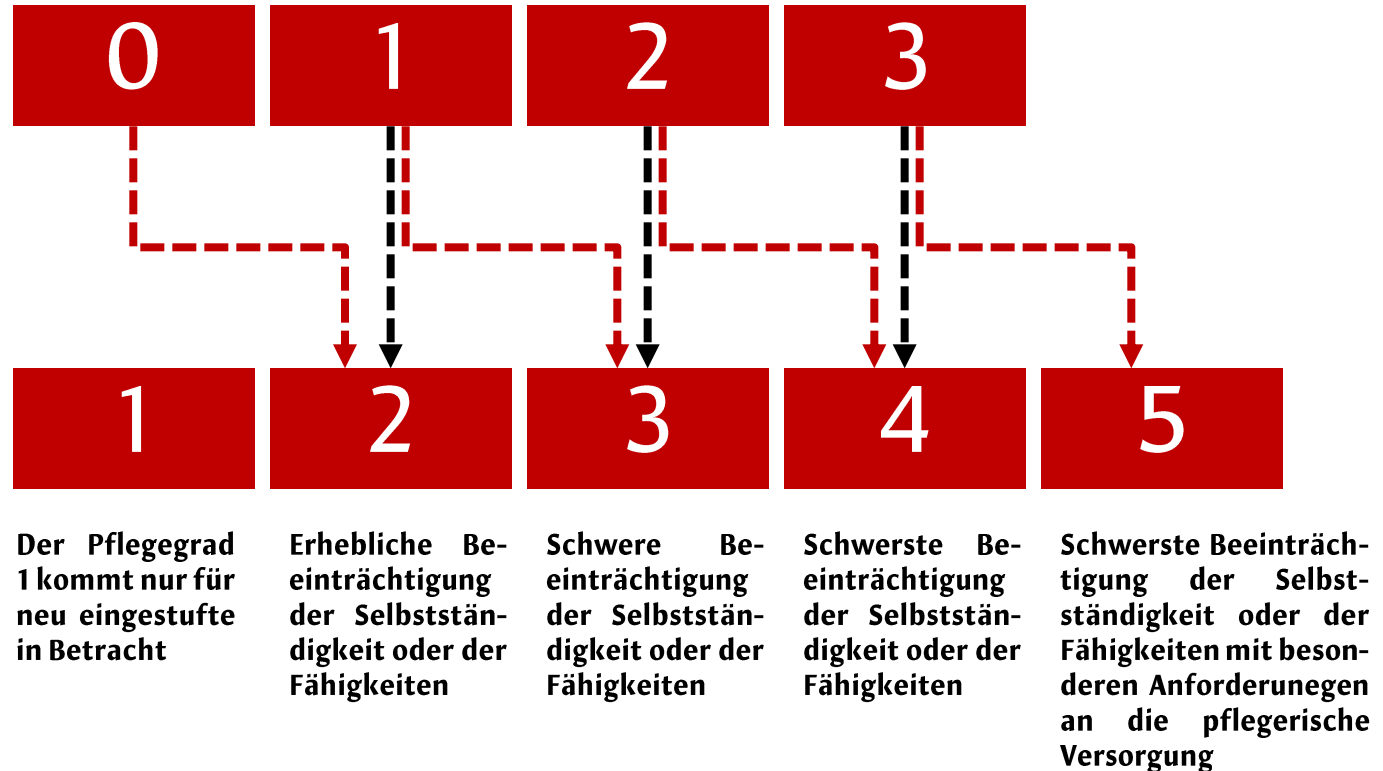 0
1
2
3
1
2
3
4
5
Der Pflegegrad
1 kommt nur für
neu eingestufte
in Betracht
Erhebliche Be-
einträchtigung
der Selbststän-
digkeit oder der
Fähigkeiten
Schwere Be-
einträchtigung
der Selbststän-
digkeit oder der
Fähigkeiten
Schwerste Be-
einträchtigung
der Selbststän-
digkeit oder der
Fähigkeiten
Schwerste Beeinträch-
tigung der Selbst-
ständigkeit oder der
Fähigkeiten mit beson-
deren Anforderunegen
an die pflegerische
Versorgung